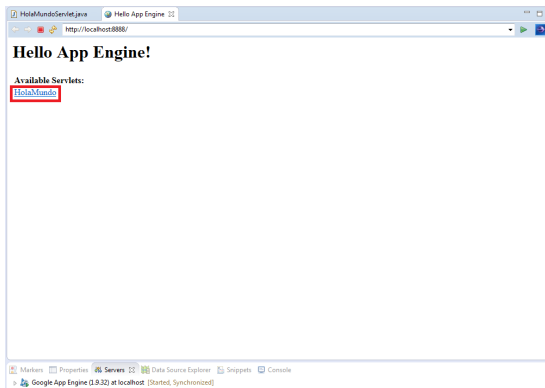 HolaMundoServlet.java Hello App Engine
http://localhost:8888/
Hello App Engine!
Available Servlets:
HolaMundo
Markers Properties Servers Data Source Explorer Snippets Console
Google App Engine (1.9.32) at localhost [Started, Synchronized]